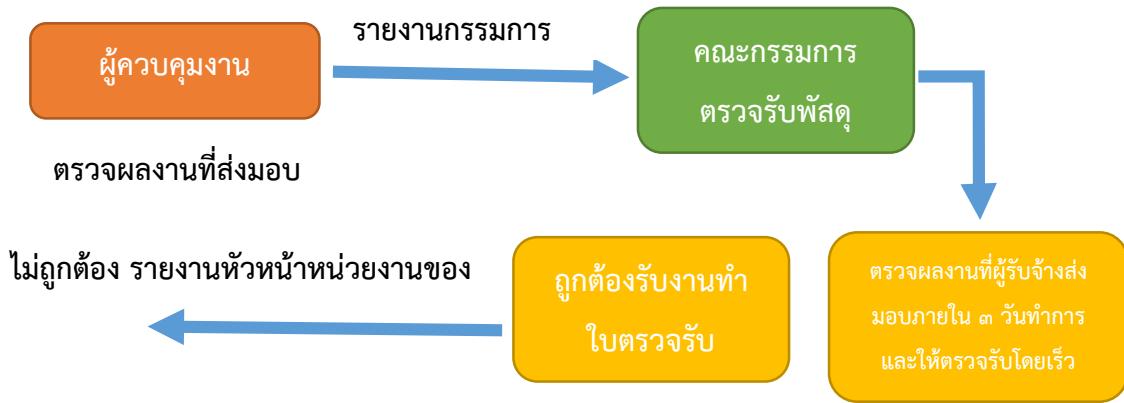 รายงานกรรมการ
ผู้ควบคุมงาน
คณะกรรมการ
ตรวจรับพัสดุ
ตรวจผลงานที่ส่งมอบ
ไม่ถูกต้อง รายงานหัวหน้าหน่วยงานของ
ถูกต้องรับงานทำ
ใบตรวจรับ
ตรวจผลงานที่ผู้รับจ้างส่ง
มอบภายใน ๓ วันทำการ
และให้ตรวจรับโดยเร็ว